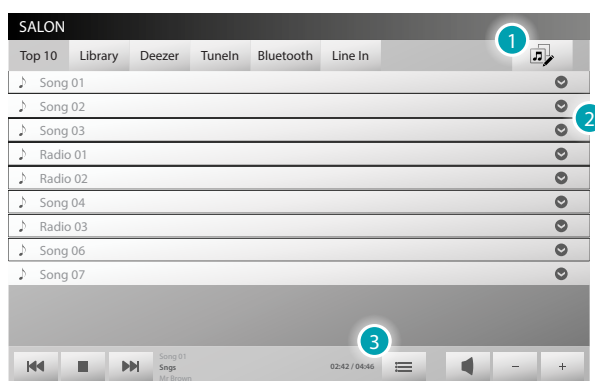 SALON
1
Top 10 Library Deezer TuneIn Bluetooth Line In
Song 01
Song 02
2
Song 03
Radio 01
Radio 02
Song 04
Radio 03
Song 06
Song 07
3
Song 01
Sngs 02:42 / 04:46 - +
Mr Brown